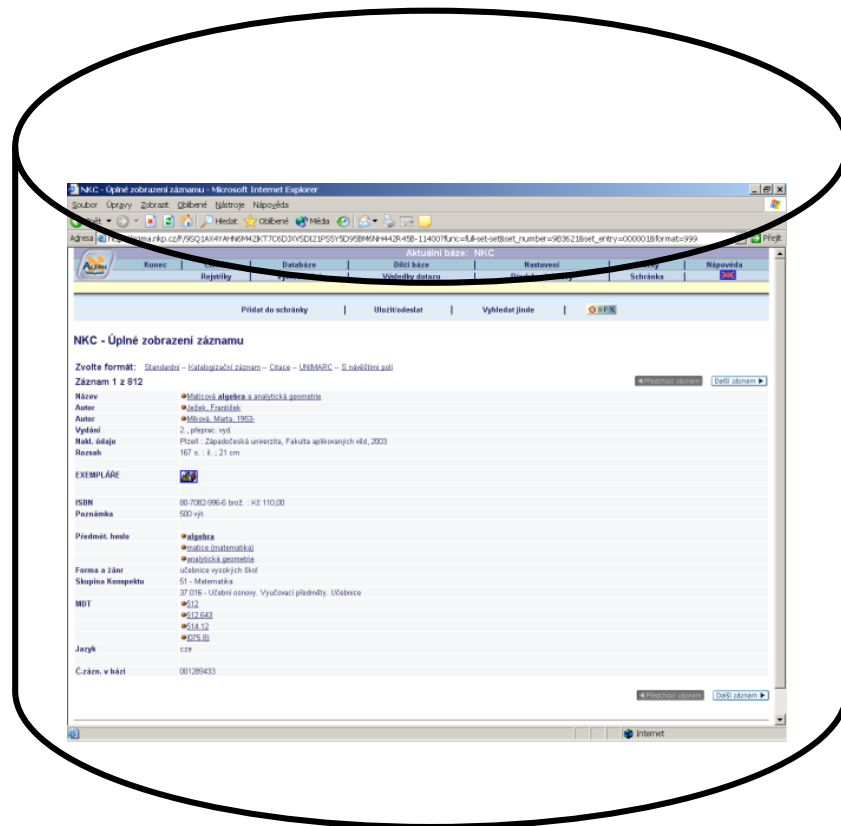 NKC - Úplné zobrazení záznamu - Microsoft Internet Explorer
Soubor Úpravy Zobrazit Oblíbené Nástroje Nápověda
Zpět Hledat Oblíbené Média
Adresa Přejít
Aktuální báze: NKC
ALEPH Konec Databáze Dílčí báze Nastavení Nápověda
Rejstříky Výsledky dotazu Schránka
Přidat do schránky | Uložit/odeslat | Vyhledat jinde | SFX
NKC - Úplné zobrazení záznamu
Zvolte formát: Standardní -- Katalogizační záznam -- Citace -- UNIMARC -- S návěštími polí
Záznam 1 z 812 Předchozí záznam Další záznam
Název Maticová algebra a analytická geometrie
Autor Ježek, František
Autor Míková, Marta, 1953-
Vydání 2., přeprac. vyd.
Nakl. údaje Plzeň : Západočeská univerzita, Fakulta aplikovaných věd, 2003
Rozsah 167 s. : il. ; 21 cm
EXEMPLÁŘE
ISBN 80-7082-996-6 brož. : Kč 110,00
Poznámka 500 výt.
Předmět. heslo algebra
matice (matematika)
analytická geometrie
Forma a žánr učebnice vysokých škol
Skupina Konspektu 51 - Matematika
37.016 - Učební osnovy. Vyučovací předměty. Učebnice
MDT 512
512.643
514.12
(075.8)
Jazyk cze
Č.zázn. v bázi 001289433
Předchozí záznam Další záznam
Internet